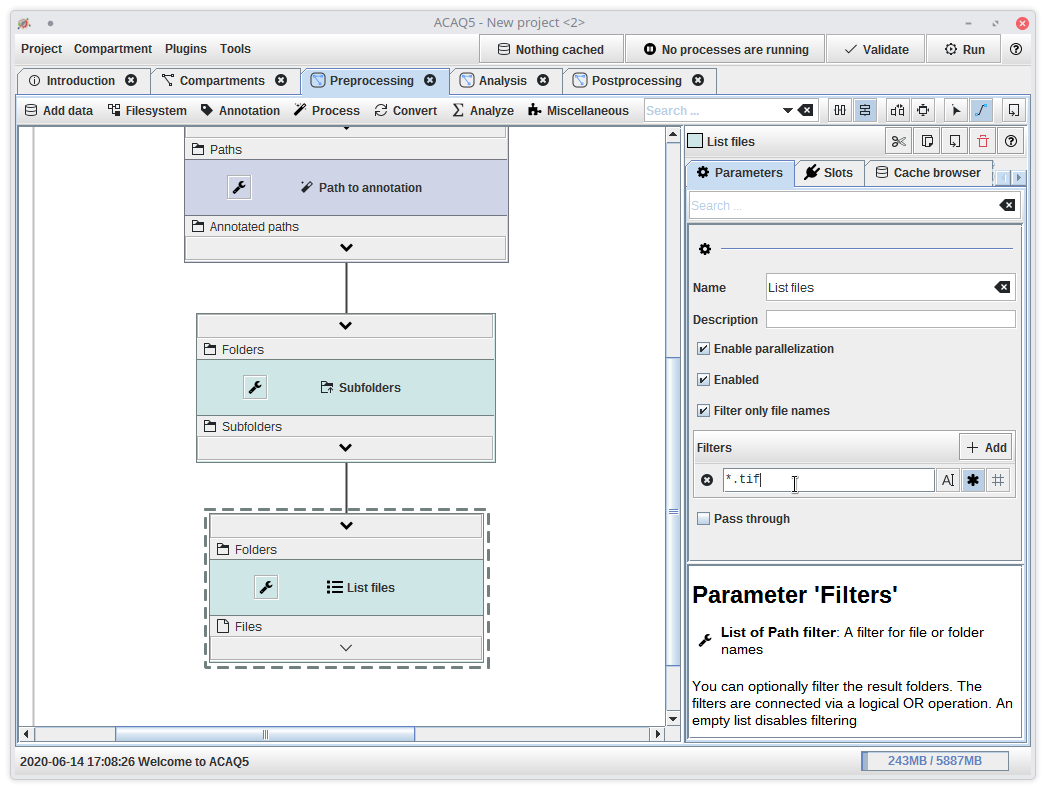 ACAQ5 - New project <2>
Project Compartment Plugins Tools Nothing cached No processes are running Validate Run
Introduction Compartments Preprocessing Analysis Postprocessing
Add data Filesystem Annotation Process Convert Analyze Miscellaneous Search ...
List files
Parameters Slots Cache browser
Search ...
Name List files
Description
Enable parallelization
Enabled
Filter only file names
Filters Add
*.tif
Pass through
Parameter 'Filters'
List of Path filter: A filter for file or folder
names
You can optionally filter the result folders. The
filters are connected via a logical OR operation. An
empty list disables filtering
Paths
Path to annotation
Annotated paths
Folders
Subfolders
Subfolders
Folders
List files
Files
2020-06-14 17:08:26 Welcome to ACAQ5 243MB / 5887MB